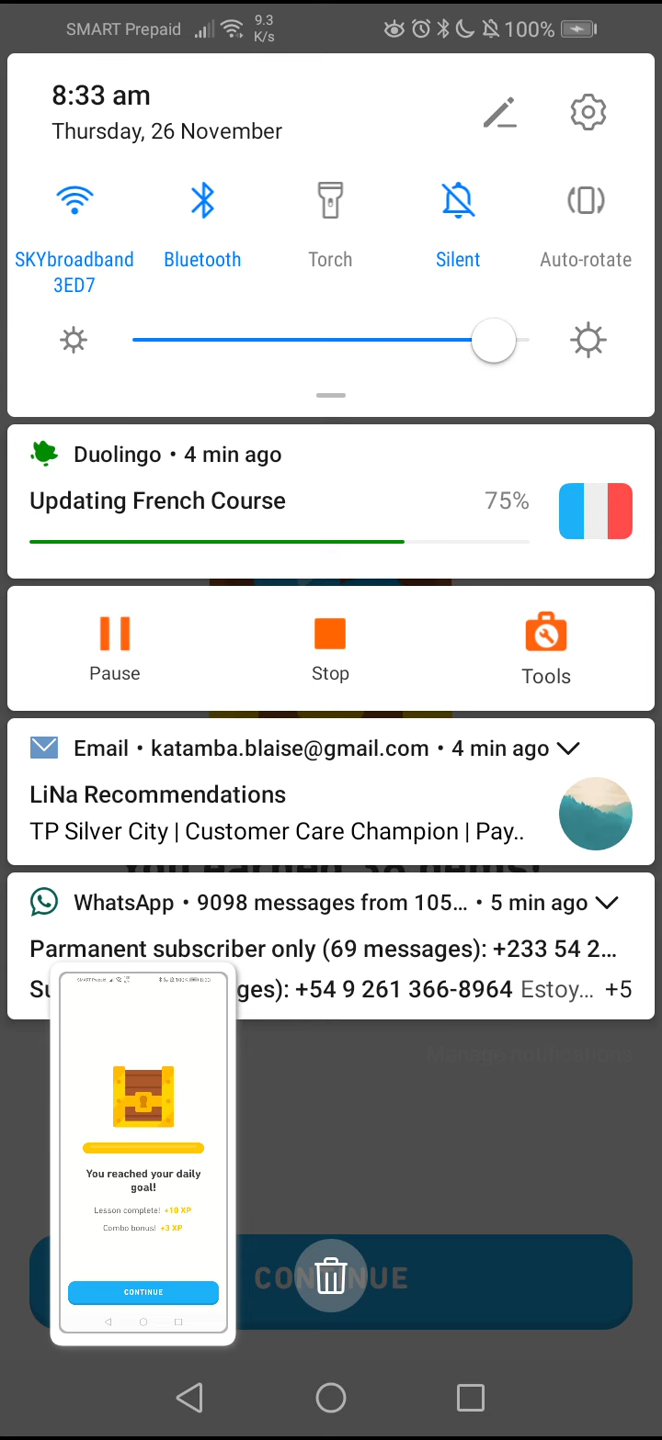 SMART Prepaid 9.3 K/s 100%
8:33 am
Thursday, 26 November
SKYbroadband 3ED7 Bluetooth Torch Silent Auto-rotate
Duolingo • 4 min ago
Updating French Course 75%
Pause Stop Tools
Email • katamba.blaise@gmail.com • 4 min ago
LiNa Recommendations
TP Silver City | Customer Care Champion | Pay..
WhatsApp • 9098 messages from 105... • 5 min ago
Parmanent subscriber only (69 messages): +233 54 2...
Su ges): +54 9 261 366-8964 Estoy... +5
Manage notifications
You reached your daily
goal!
Lesson complete! +10 XP
Combo bonus! +3 XP
CONTINUE
CONTINUE